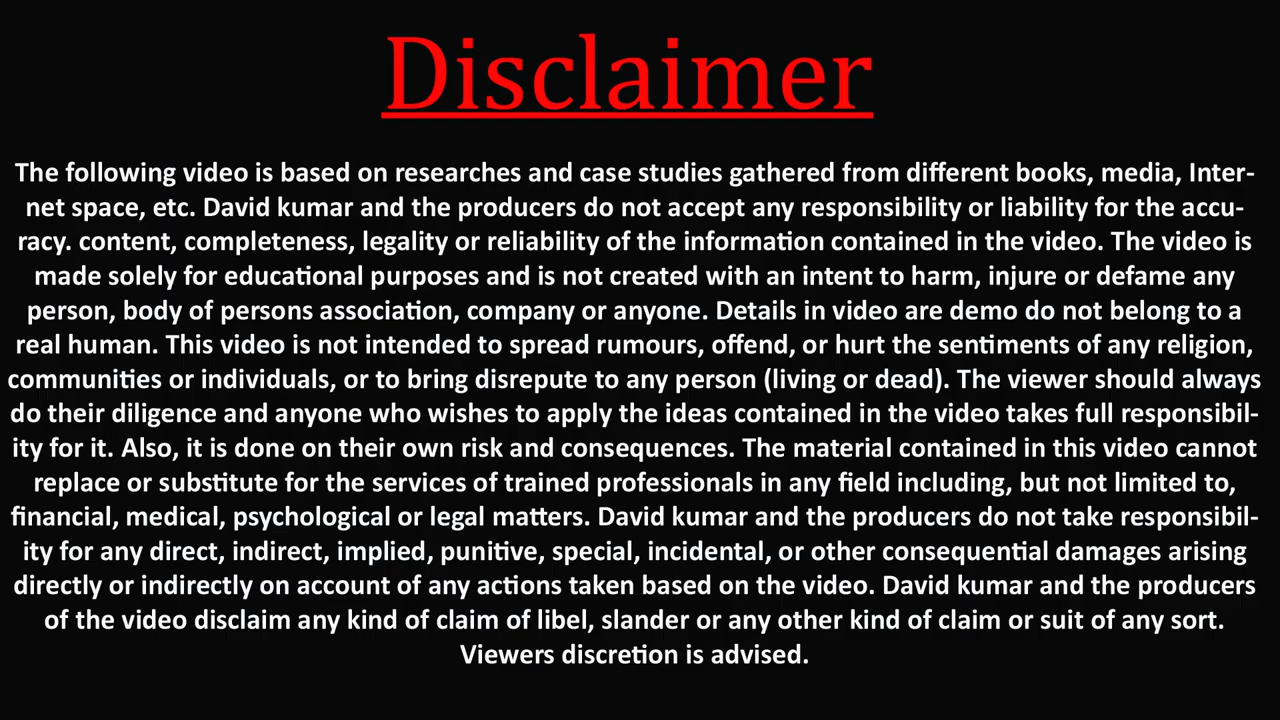 Disclaimer
The following video is based on researches and case studies gathered from different books, media, Inter-
net space, etc. David kumar and the producers do not accept any responsibility or liability for the accu-
racy. content, completeness, legality or reliability of the information contained in the video. The video is
made solely for educational purposes and is not created with an intent to harm, injure or defame any
person, body of persons association, company or anyone. Details in video are demo do not belong to a
real human. This video is not intended to spread rumours, offend, or hurt the sentiments of any religion,
communities or individuals, or to bring disrepute to any person (living or dead). The viewer should always
do their diligence and anyone who wishes to apply the ideas contained in the video takes full responsibil-
ity for it. Also, it is done on their own risk and consequences. The material contained in this video cannot
replace or substitute for the services of trained professionals in any field including, but not limited to,
financial, medical, psychological or legal matters. David kumar and the producers do not take responsibil-
ity for any direct, indirect, implied, punitive, special, incidental, or other consequential damages arising
directly or indirectly on account of any actions taken based on the video. David kumar and the producers
of the video disclaim any kind of claim of libel, slander or any other kind of claim or suit of any sort.
Viewers discretion is advised.